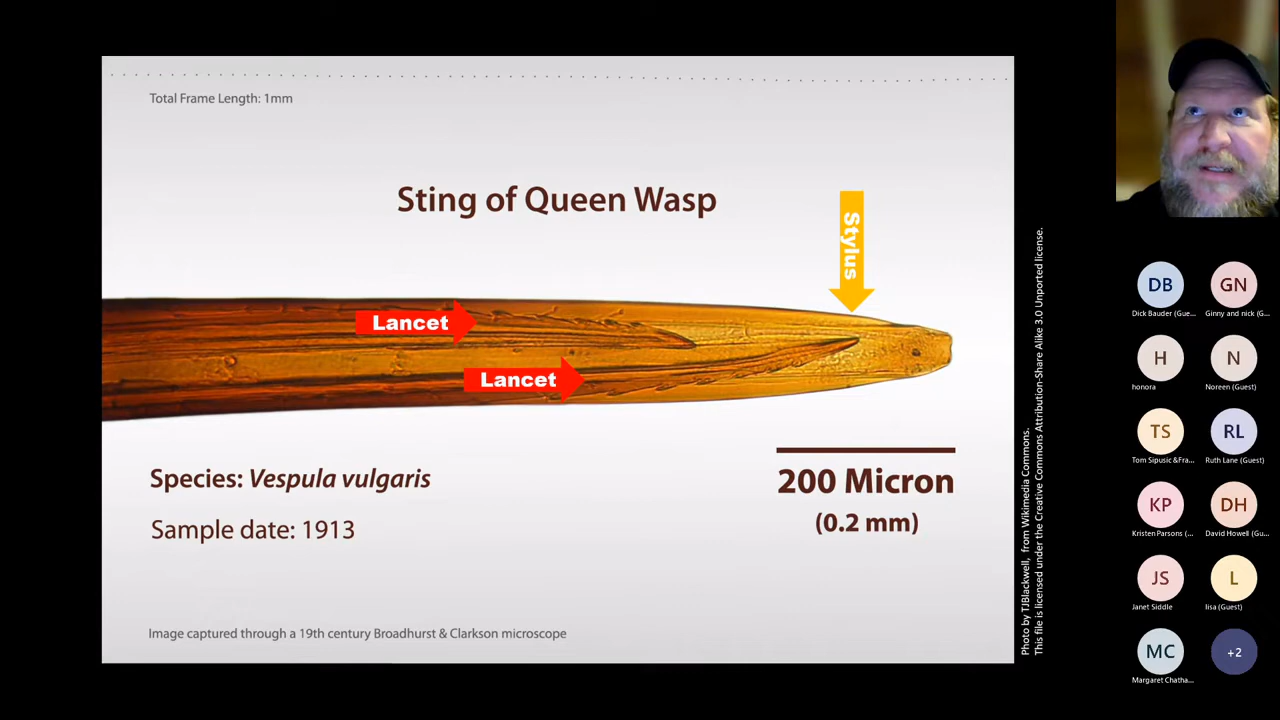 Total Frame Length: 1mm
Sting of Queen Wasp
Stylus
Lancet
Lancet
Species: Vespula vulgaris
Sample date: 1913
200 Micron
(0.2 mm)
Image captured through a 19th century Broadhurst & Clarkson microscope
Photo by TJBlackwell, from Wikimedia Commons.
This file is licensed under the Creative Commons Attribution-Share Alike 3.0 Unported license.
DB
GN
Dick Bauder (Gue...
Ginny and nick (G...
H
N
honora
Noreen (Guest)
TS
RL
Tom Sipusic &Fra...
Ruth Lane (Guest)
KP
DH
Kristen Parsons (...
David Howell (Gu...
JS
L
Janet Siddle
lisa (Guest)
MC
+2
Margaret Chatha...